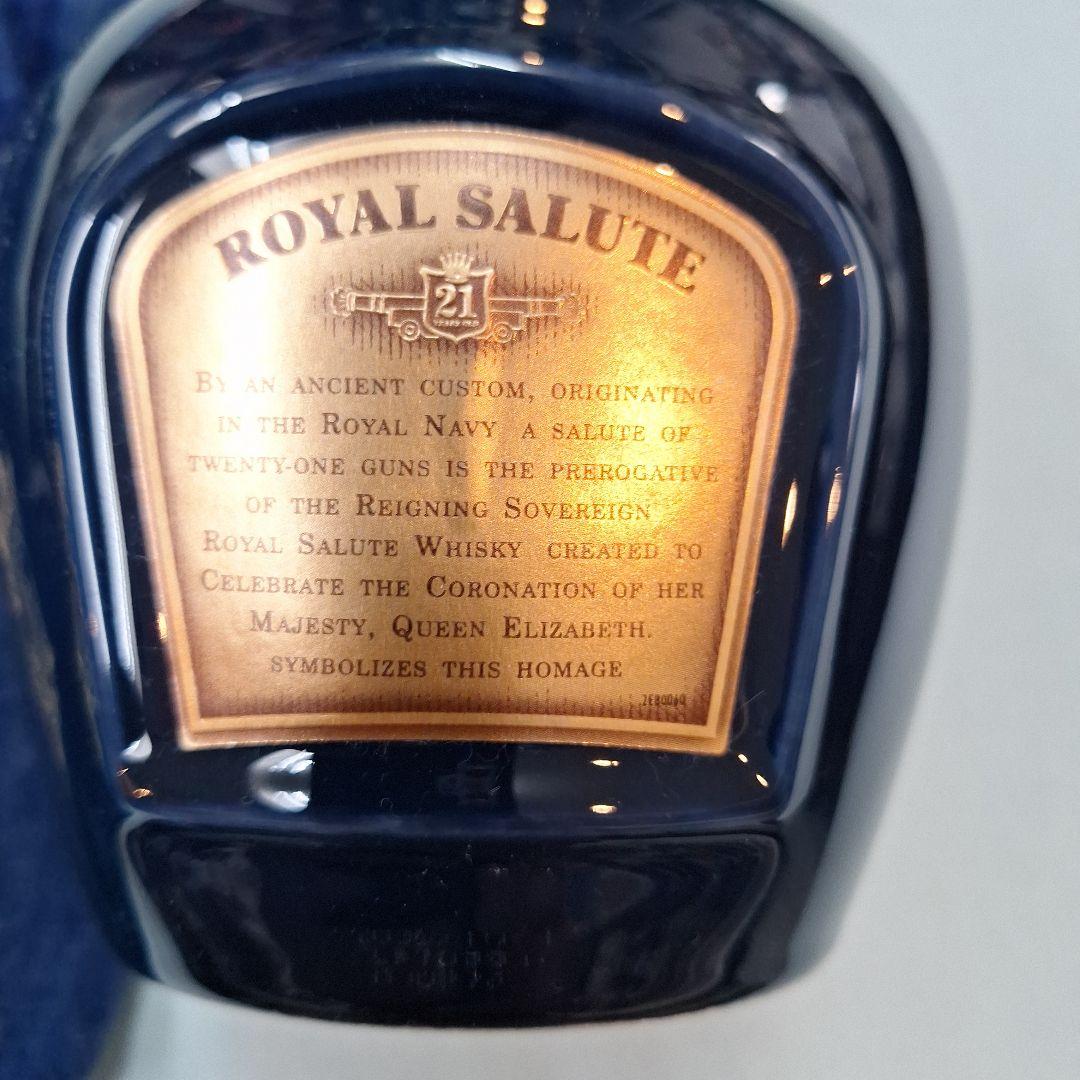 ROYAL SALUTE
21
YEARS OLD
BY AN ANCIENT CUSTOM, ORIGINATING
IN THE ROYAL NAVY A SALUTE OF
TWENTY-ONE GUNS IS THE PREROGATIVE
OF THE REIGNING SOVEREIGN
ROYAL SALUTE WHISKY CREATED TO
CELEBRATE THE CORONATION OF HER
MAJESTY, QUEEN ELIZABETH.
SYMBOLIZES THIS HOMAGE